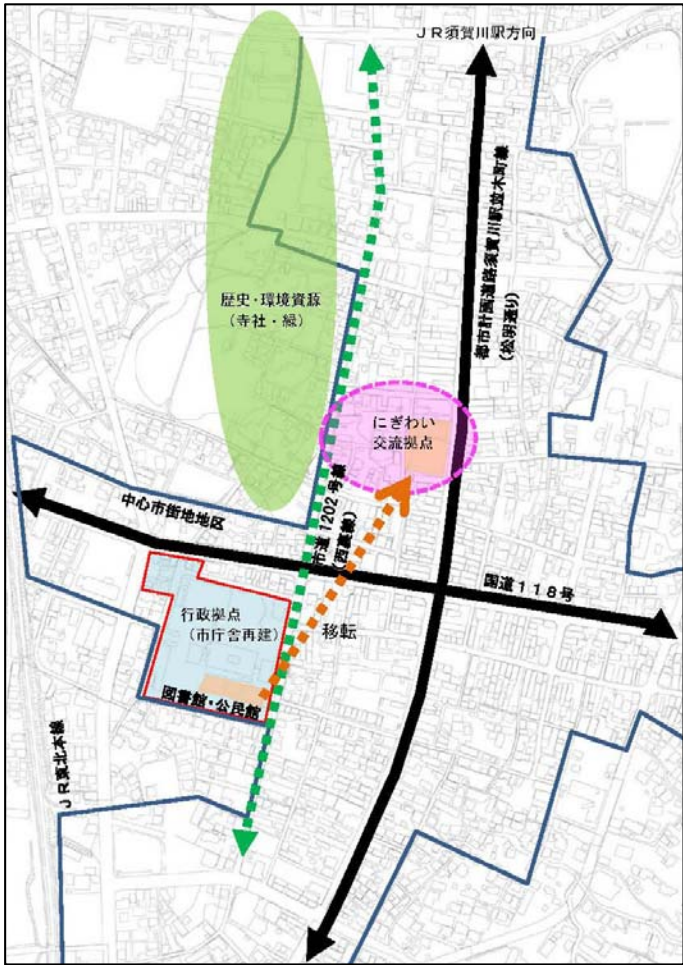 JR須賀川駅方向
都市計画道路須賀川駅並木町線
(松明通り)
歴史・環境資源
(寺社・緑)
にぎわい
交流拠点
市道1202号線
(西裏線)
中心市街地地区
国道118号
行政拠点
(市庁舎再建)
移転
図書館・公民館
JR東北本線